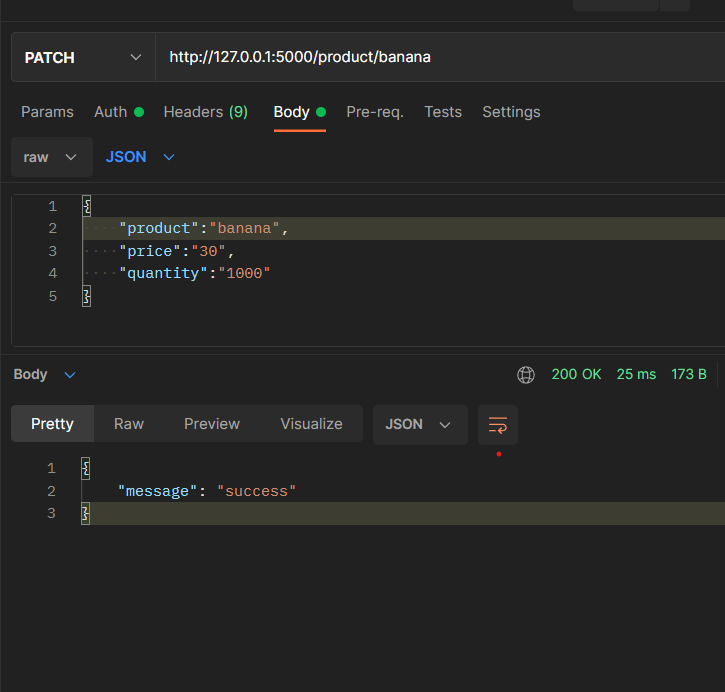 PATCH http://127.0.0.1:5000/product/banana
Params Auth Headers (9) Body Pre-req. Tests Settings
raw JSON
1 {
2 "product":"banana",
3 "price":"30",
4 "quantity":"1000"
5 }
Body 200 OK 25 ms 173 B
Pretty Raw Preview Visualize JSON
1 {
2 "message": "success"
3 }